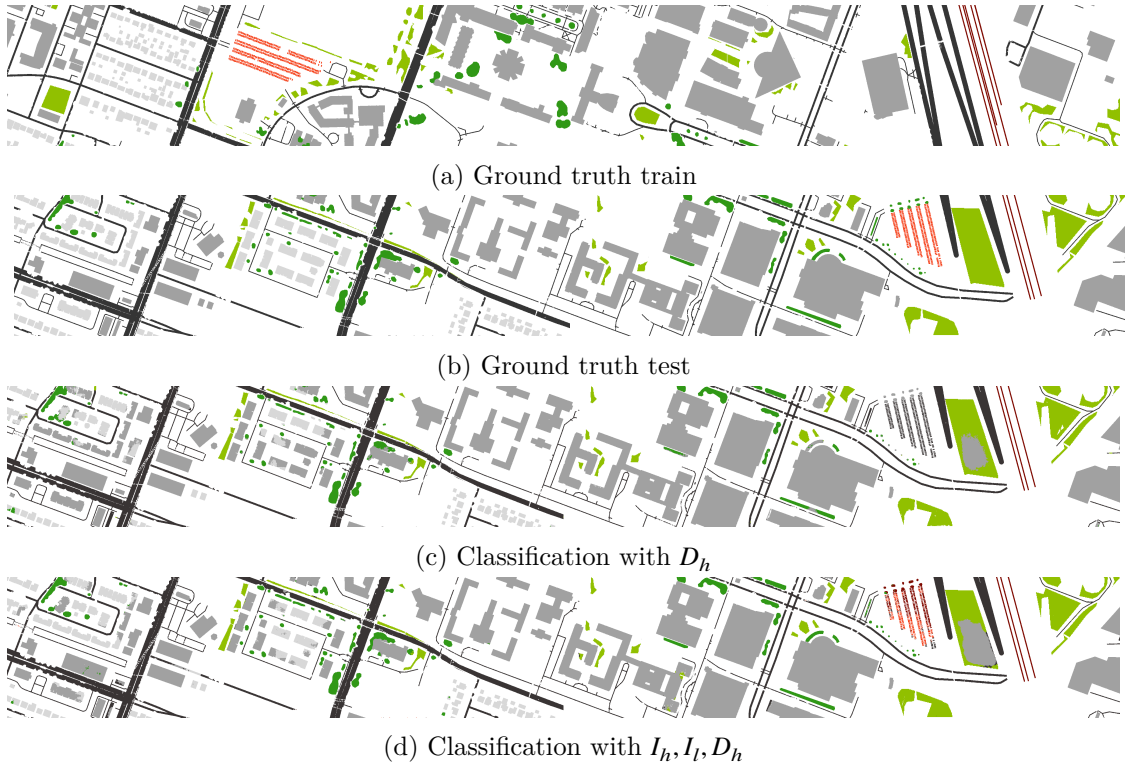 (a) Ground truth train
(b) Ground truth test
(c) Classification with D_h
(d) Classification with I_h, I_l, D_h